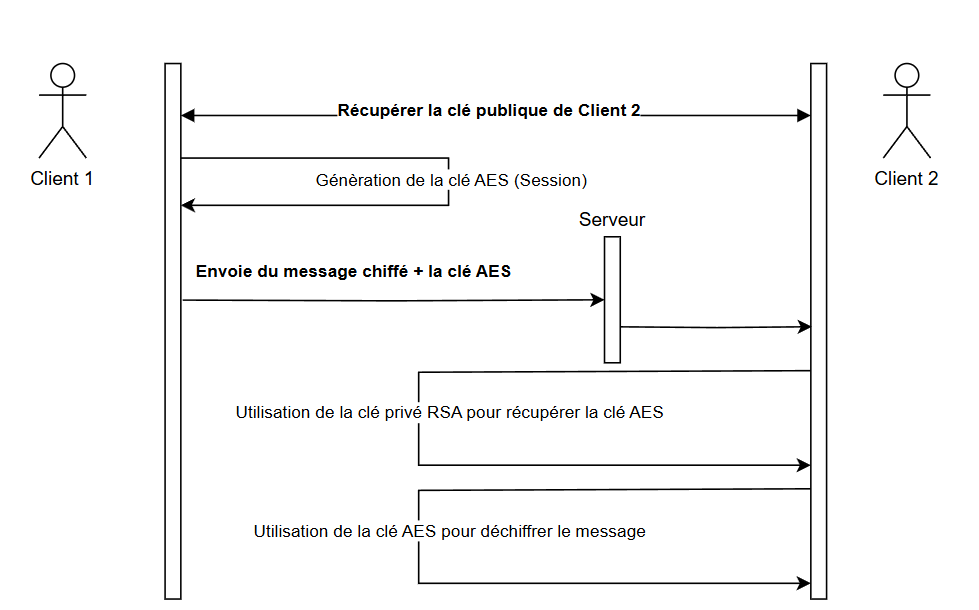 Récupérer la clé publique de Client 2
Client 1
Client 2
Génèration de la clé AES (Session)
Serveur
Envoie du message chiffé + la clé AES
Utilisation de la clé privé RSA pour récupérer la clé AES
Utilisation de la clé AES pour déchiffrer le message